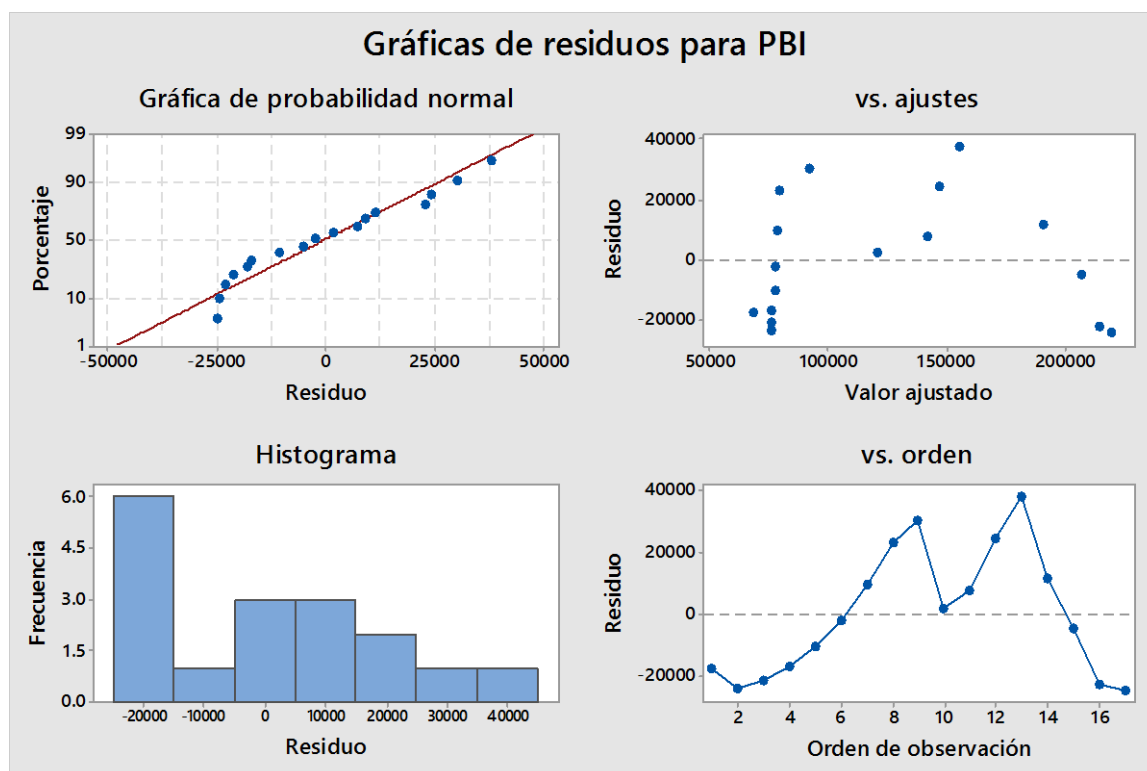 Gráficas de residuos para PBI
Gráfica de probabilidad normal
99
90
50
10
1
Porcentaje
-50000 -25000 0 25000 50000
Residuo
vs. ajustes
40000
20000
0
-20000
Residuo
50000 100000 150000 200000
Valor ajustado
Histograma
6.0
4.5
3.0
1.5
0.0
Frecuencia
-20000 -10000 0 10000 20000 30000 40000
Residuo
vs. orden
40000
20000
0
-20000
Residuo
2 4 6 8 10 12 14 16
Orden de observación